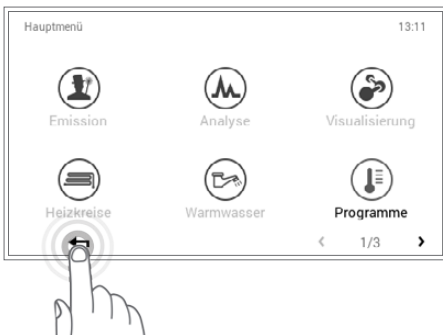 Hauptmenü 13:11
Emission Analyse Visualisierung
Heizkreise Warmwasser Programme
1/3